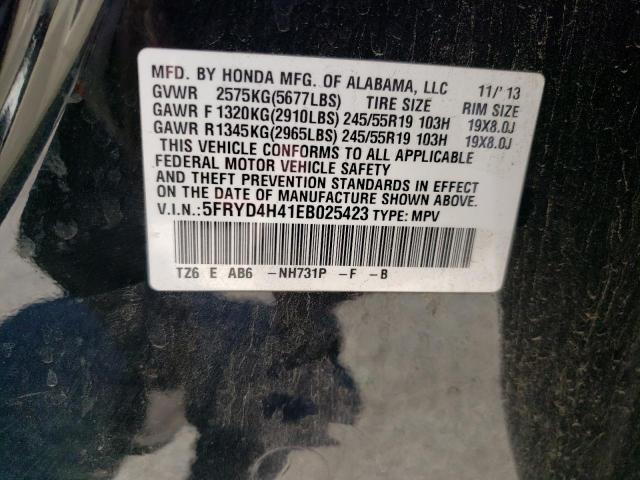 MFD. BY HONDA MFG. OF ALABAMA, LLC 11/'13
GVWR 2575KG(5677LBS) TIRE SIZE RIM SIZE
GAWR F 1320KG(2910LBS) 245/55R19 103H 19X8.0J
GAWR R 1345KG(2965LBS) 245/55R19 103H 19X8.0J
THIS VEHICLE CONFORMS TO ALL APPLICABLE
FEDERAL MOTOR VEHICLE SAFETY
AND THEFT PREVENTION STANDARDS IN EFFECT
ON THE DATE OF MANUFACTURE SHOWN ABOVE.
V.I.N.: 5FRYD4H41EB025423 TYPE: MPV
TZ6 E AB6 -NH731P -F -B